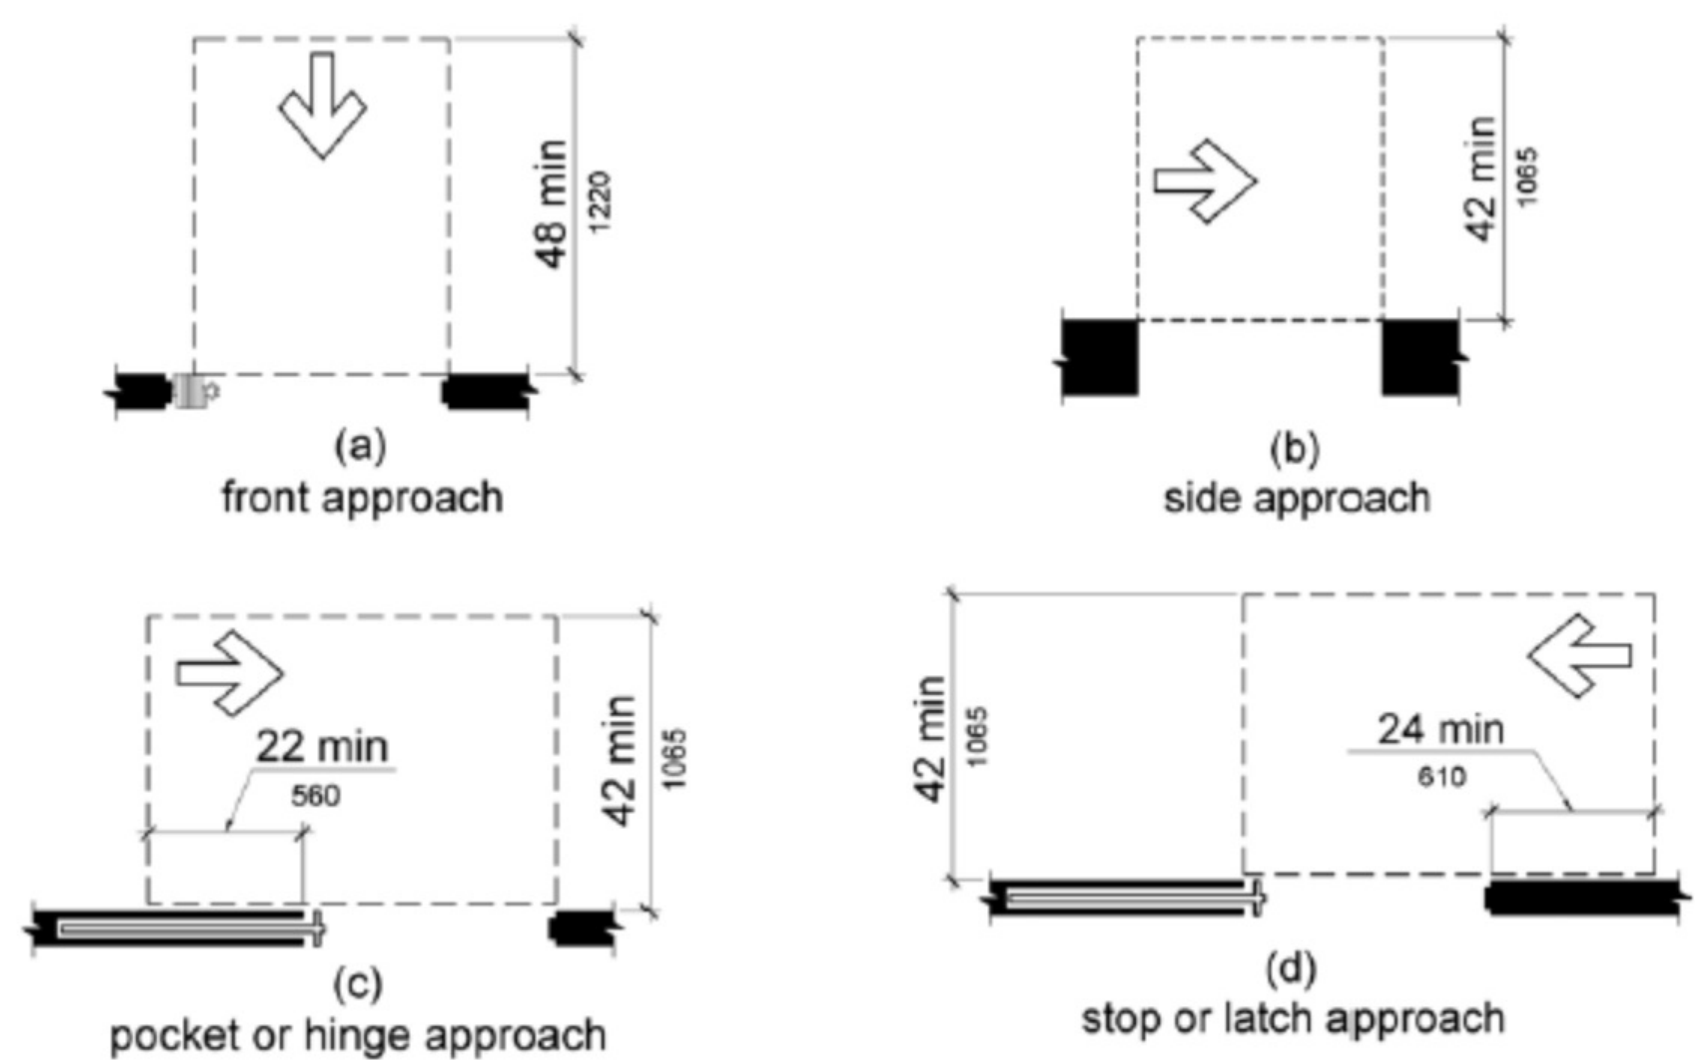 48 min
1220
(a)
front approach
42 min
1065
(b)
side approach
22 min
560
42 min
1065
(c)
pocket or hinge approach
42 min
1065
24 min
610
(d)
stop or latch approach